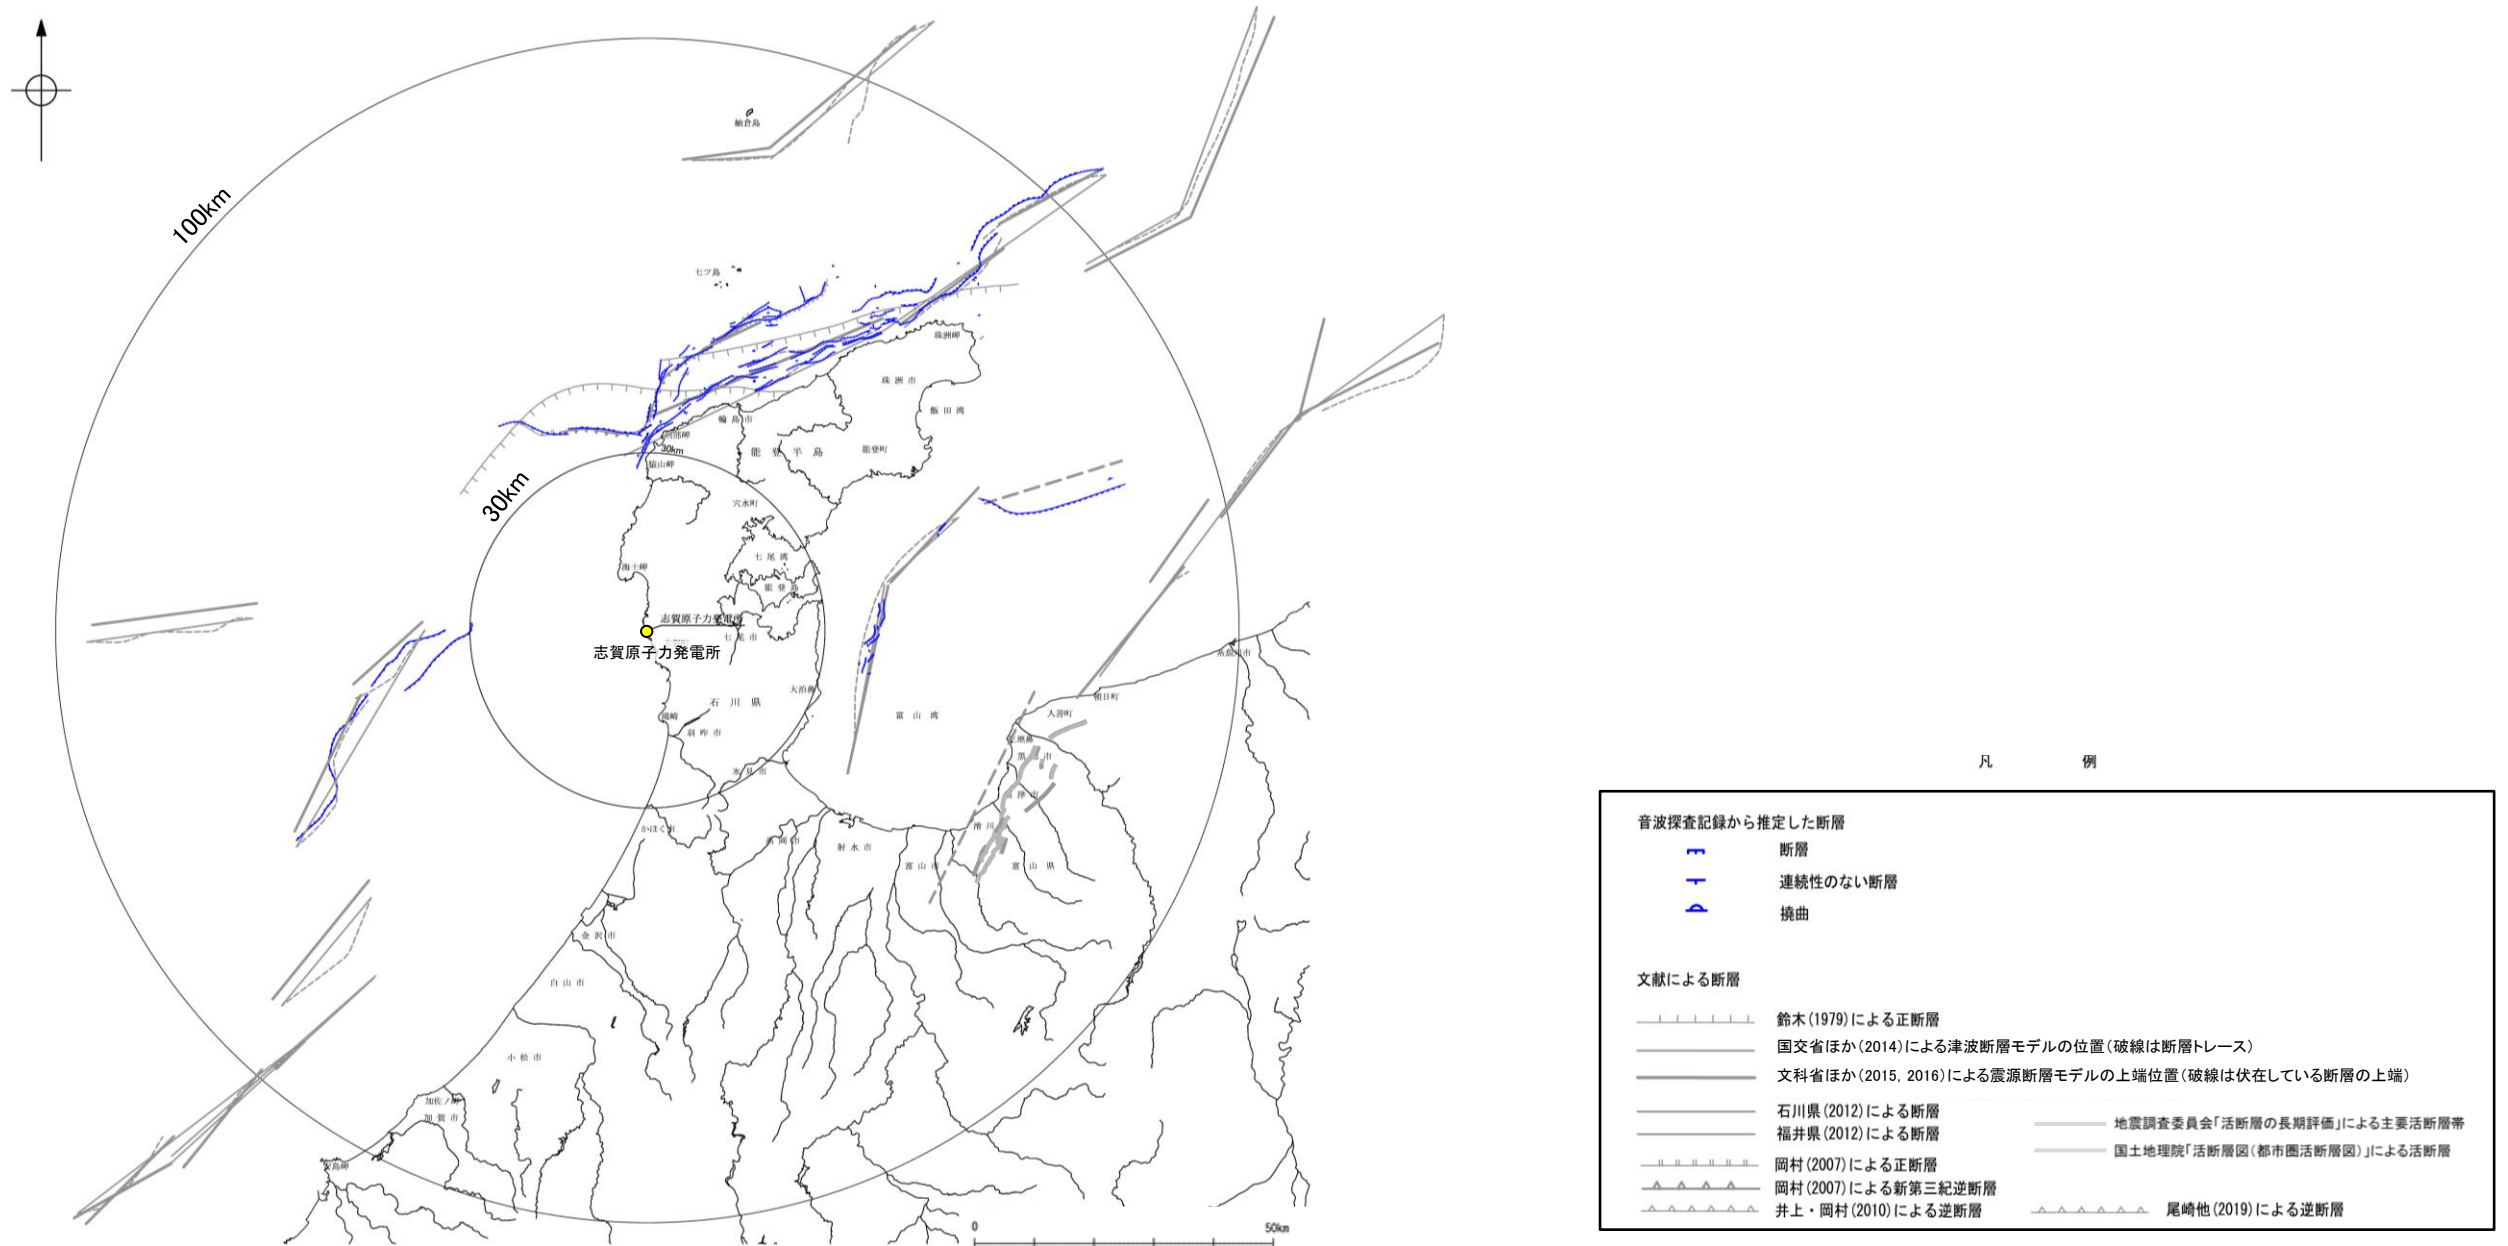 100km
舳倉島
七ツ島
珠洲岬
珠洲市
飯田湾
輪島市
30km
猿山岬
能登半島
能登町
30km
穴水町
七尾湾
海士岬
能登島
志賀原子力発電所
七尾市
志賀原子力発電所
糸魚川市
大泊鼻
石川県
朝日町
滝崎
富山湾
入善町
羽咋市
氷見市
かほく市
滑川
高岡市
射水市
富山市
富山県
金沢市
白山市
小松市
加佐ノ岬
加賀市
0
50km
凡例
音波探査記録から推定した断層
断層
連続性のない断層
撓曲
文献による断層
鈴木(1979)による正断層
国交省ほか(2014)による津波断層モデルの位置(破線は断層トレース)
文科省ほか(2015, 2016)による震源断層モデルの上端位置(破線は伏在している断層の上端)
石川県(2012)による断層
福井県(2012)による断層
地震調査委員会「活断層の長期評価」による主要活断層帯
国土地理院「活断層図(都市圏活断層図)」による活断層
岡村(2007)による正断層
岡村(2007)による新第三紀逆断層
井上・岡村(2010)による逆断層
尾崎他(2019)による逆断層